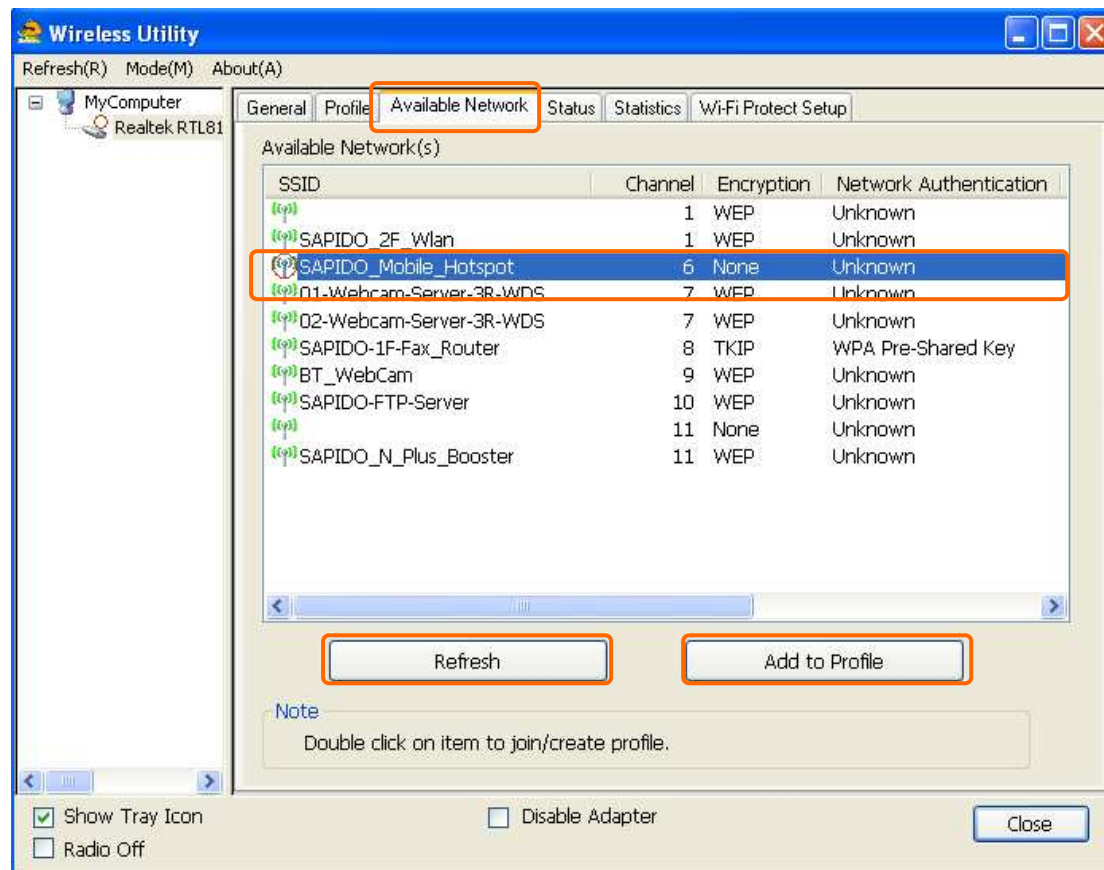 Wireless Utility
Refresh(R) Mode(M) About(A)
MyComputer
Realtek RTL81
General Profile Available Network Status Statistics Wi-Fi Protect Setup
Available Network(s)
SSID Channel Encryption Network Authentication
1 WEP Unknown
SAPIDO_2F_Wlan 1 WEP Unknown
SAPIDO_Mobile_Hotspot 6 None Unknown
01-Webcam-Server-3R-WDS 7 WEP Unknown
02-Webcam-Server-3R-WDS 7 WEP Unknown
SAPIDO-1F-Fax_Router 8 TKIP WPA Pre-Shared Key
BT_WebCam 9 WEP Unknown
SAPIDO-FTP-Server 10 WEP Unknown
11 None Unknown
SAPIDO_N_Plus_Booster 11 WEP Unknown
Refresh Add to Profile
Note
Double click on item to join/create profile.
Show Tray Icon Disable Adapter Close
Radio Off